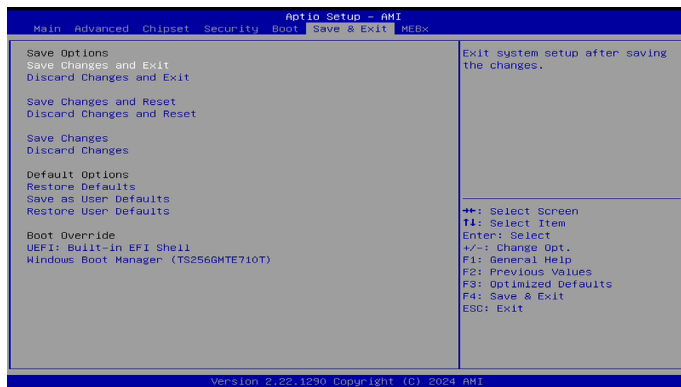 Aptio Setup - AMI
Main Advanced Chipset Security Boot Save & Exit MEBx
Save Options
Save Changes and Exit
Discard Changes and Exit
Save Changes and Reset
Discard Changes and Reset
Save Changes
Discard Changes
Default Options
Restore Defaults
Save as User Defaults
Restore User Defaults
Boot Override
UEFI: Built-in EFI Shell
Windows Boot Manager (TS256GMTE710T)
Exit system setup after saving
the changes.
→←: Select Screen
↑↓: Select Item
Enter: Select
+/-: Change Opt.
F1: General Help
F2: Previous Values
F3: Optimized Defaults
F4: Save & Exit
ESC: Exit
Version 2.22.1290 Copyright (C) 2024 AMI